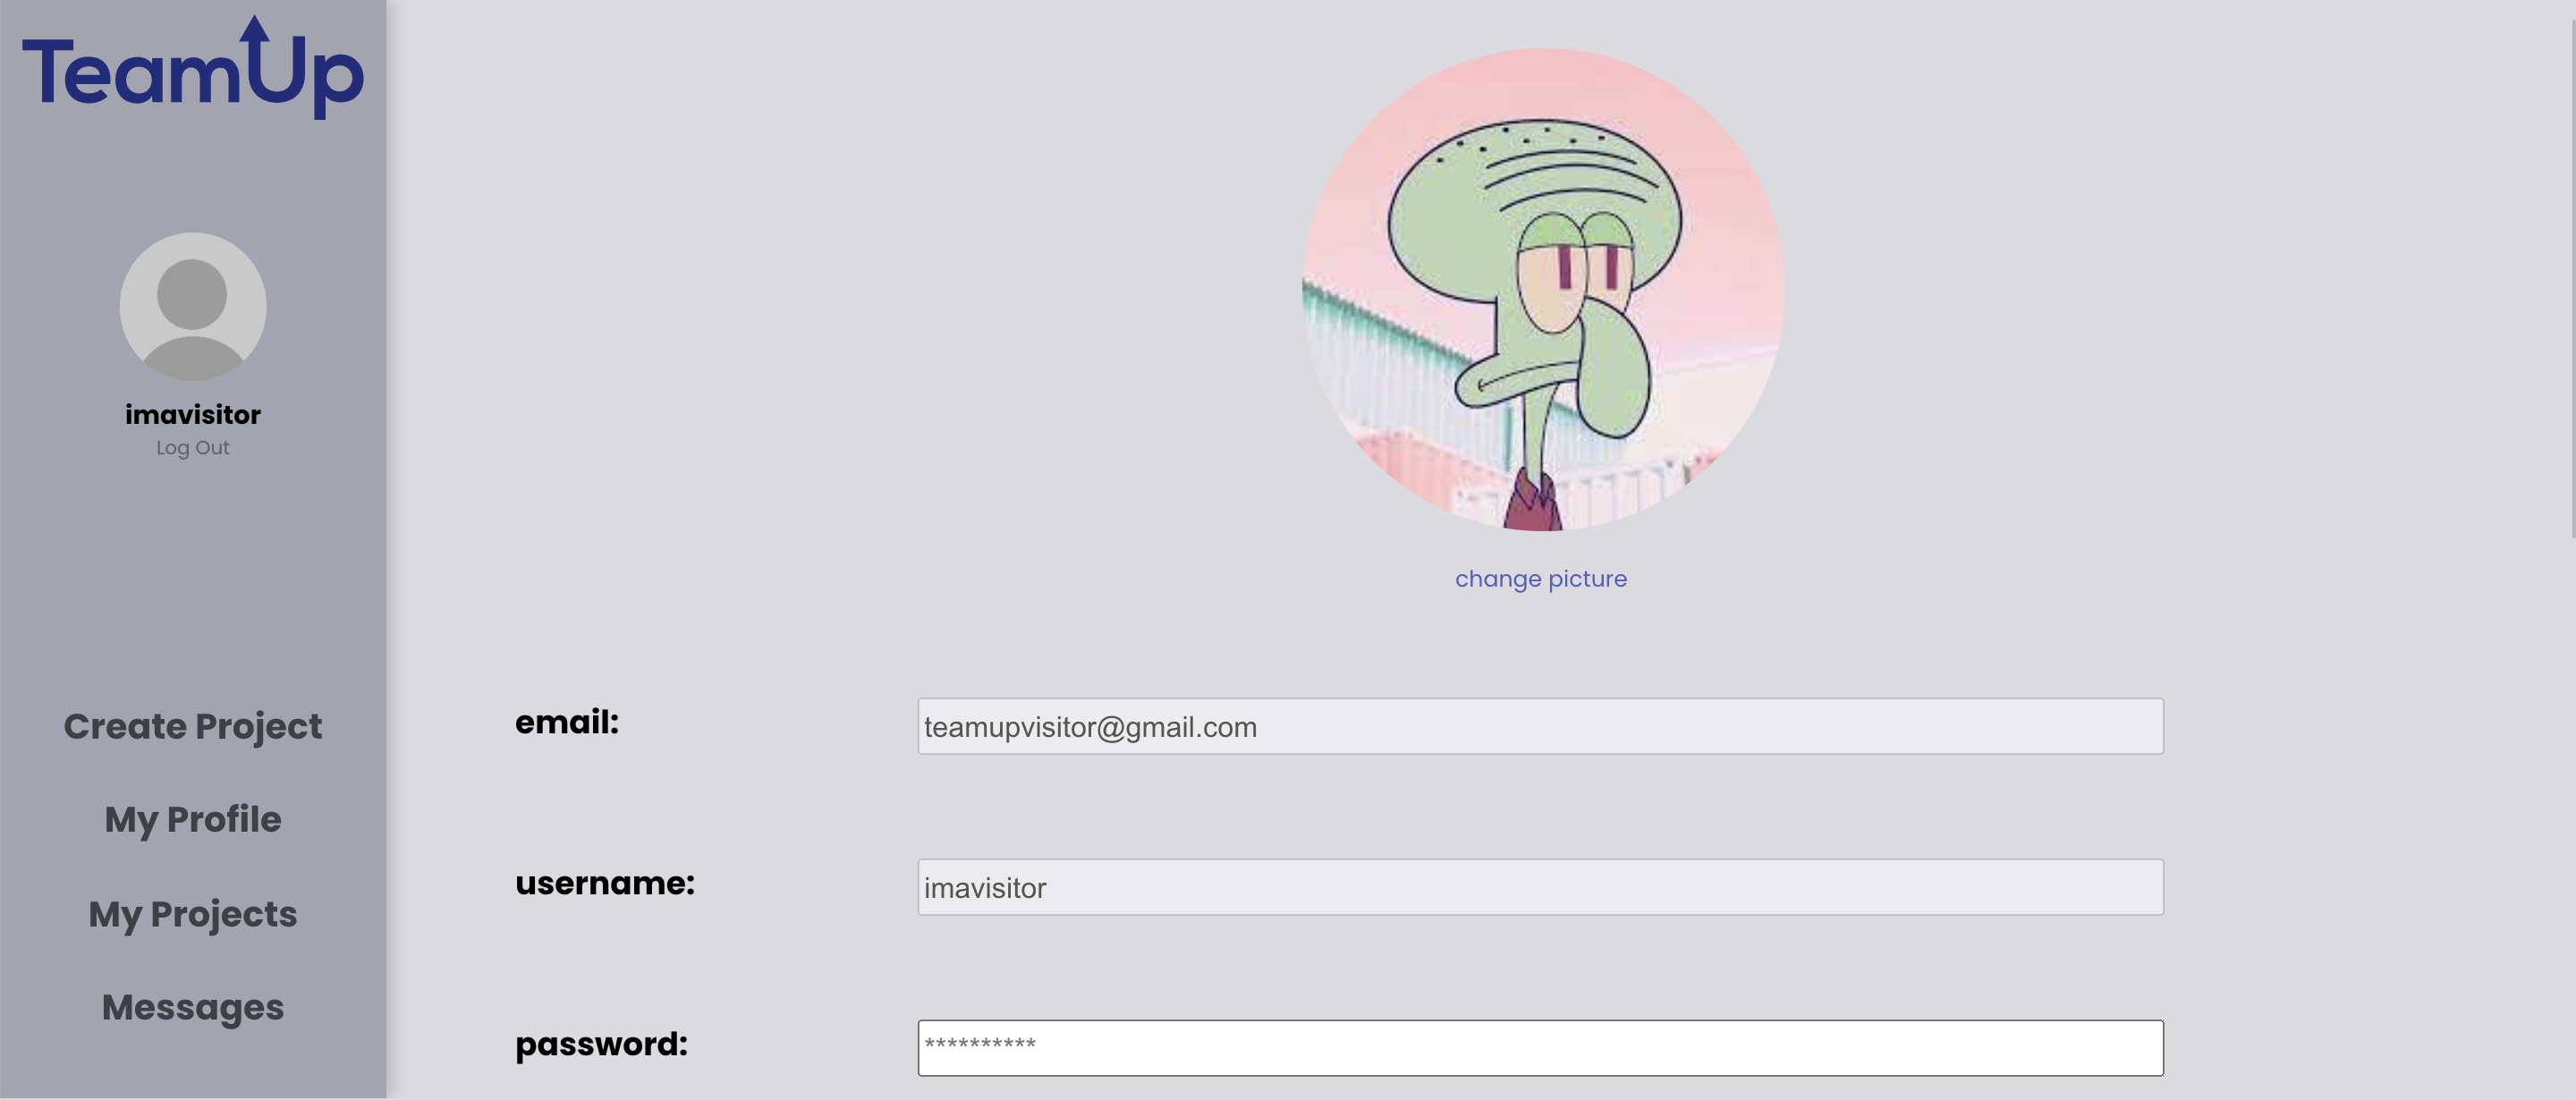 TeamUp
imavisitor
Log Out
Create Project
My Profile
My Projects
Messages
change picture
email:
teamupvisitor@gmail.com
username:
imavisitor
password:
**********